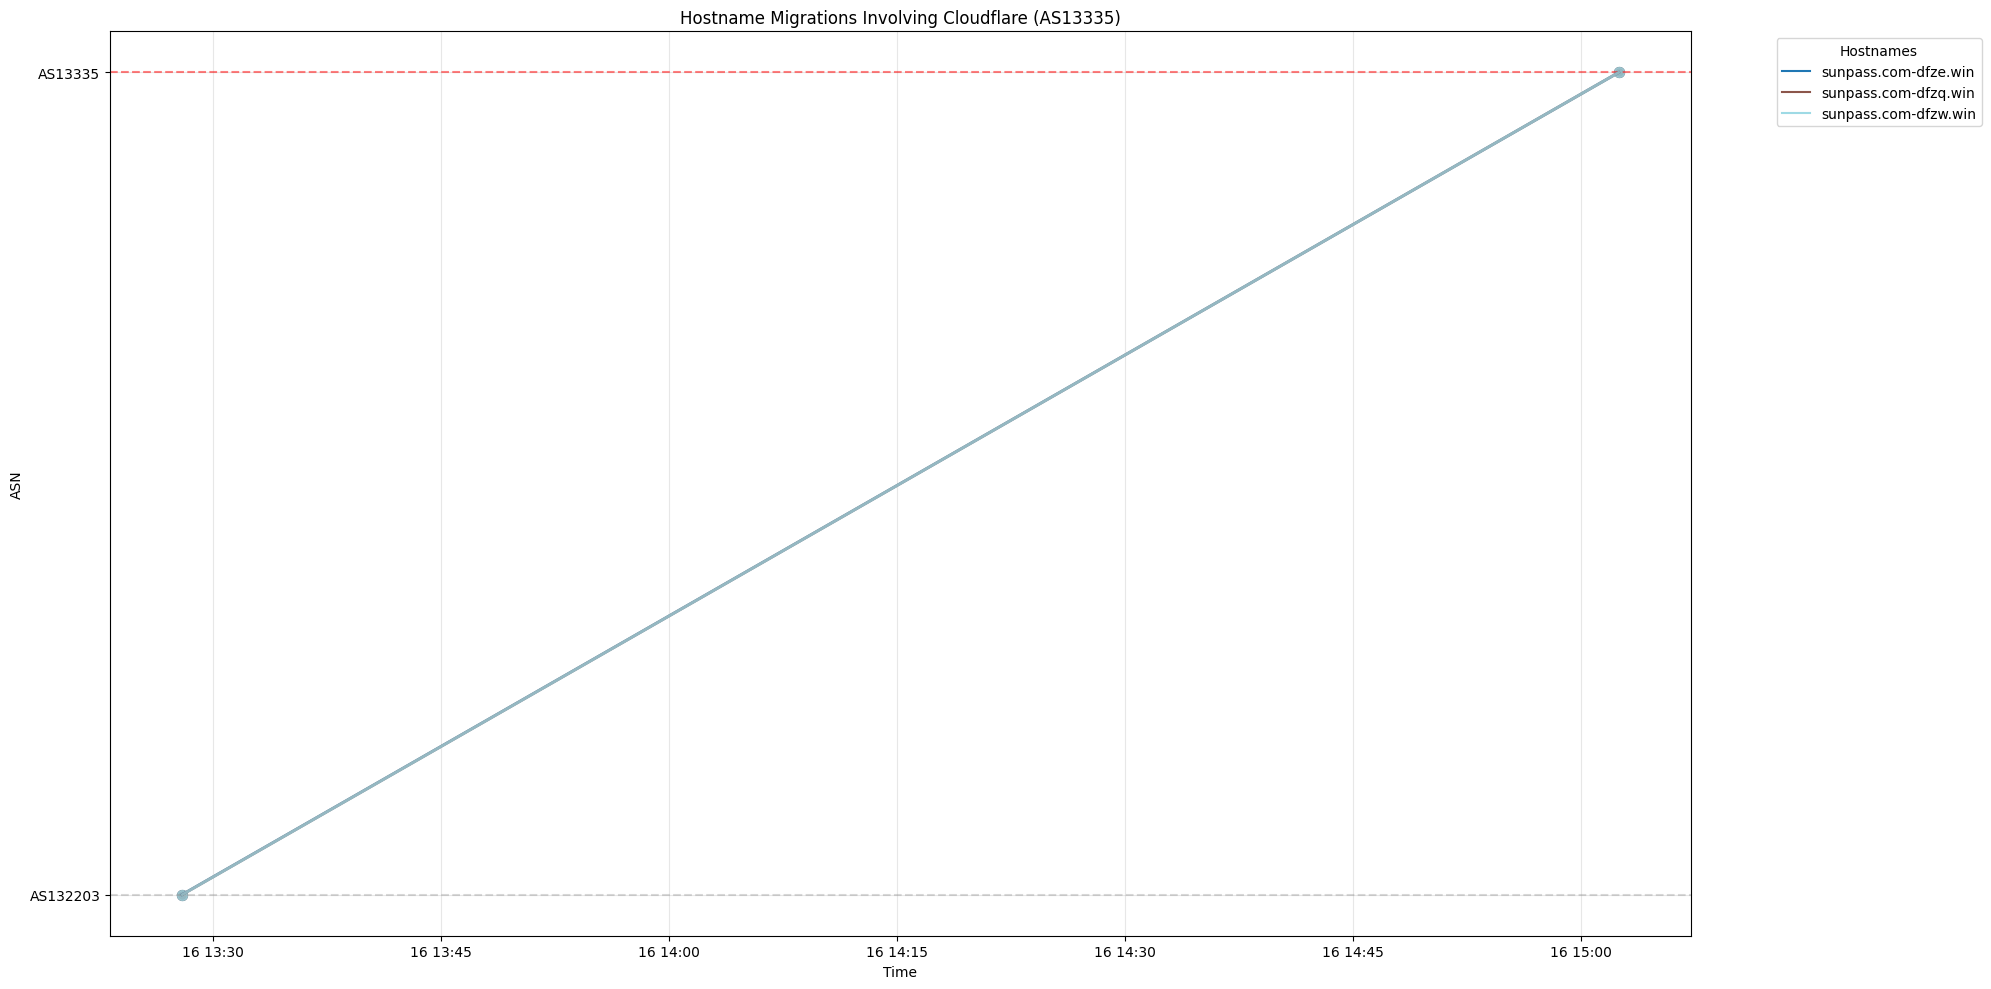 Hostname Migrations Involving Cloudflare (AS13335)
Hostnames
sunpass.com-dfze.win
sunpass.com-dfzq.win
sunpass.com-dfzw.win
AS13335
ASN
AS132203
16 13:30
16 13:45
16 14:00
16 14:15
16 14:30
16 14:45
16 15:00
Time